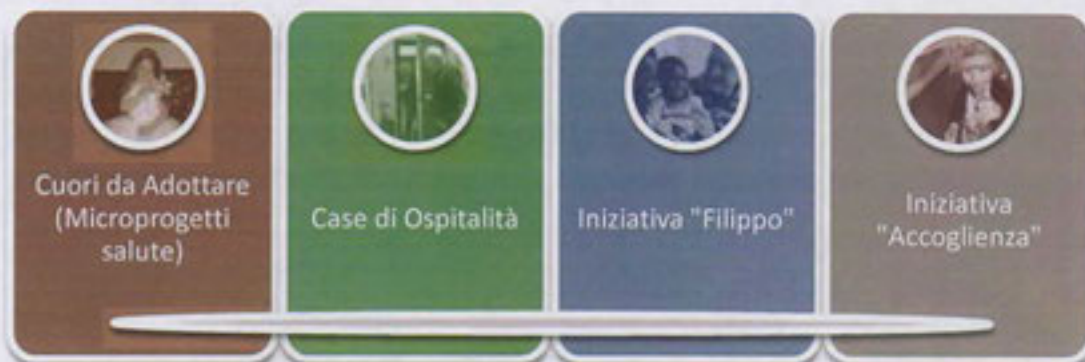 Cuori da Adottare
(Microprogetti
salute)
Case di Ospitalità
Iniziativa "Filippo"
Iniziativa
"Accoglienza"